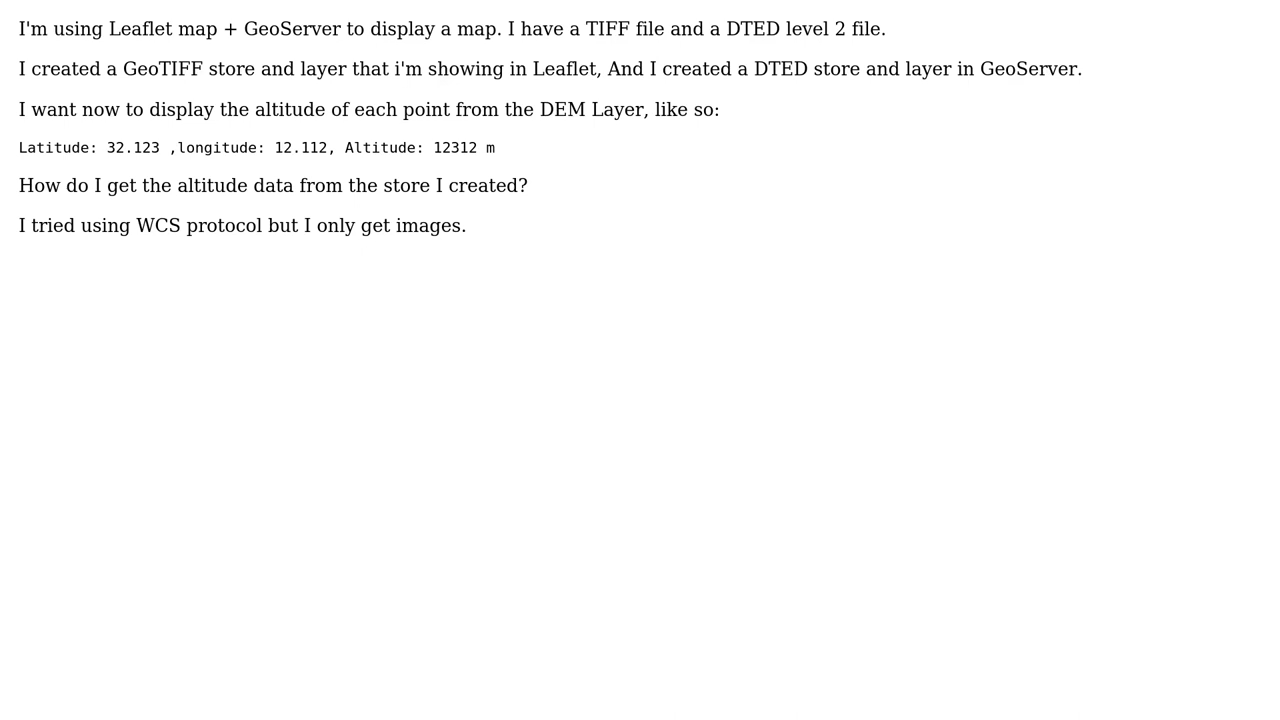 I'm using Leaflet map + GeoServer to display a map. I have a TIFF file and a DTED level 2 file.
I created a GeoTIFF store and layer that i'm showing in Leaflet, And I created a DTED store and layer in GeoServer.
I want now to display the altitude of each point from the DEM Layer, like so:
Latitude: 32.123 ,longitude: 12.112, Altitude: 12312 m
How do I get the altitude data from the store I created?
I tried using WCS protocol but I only get images.